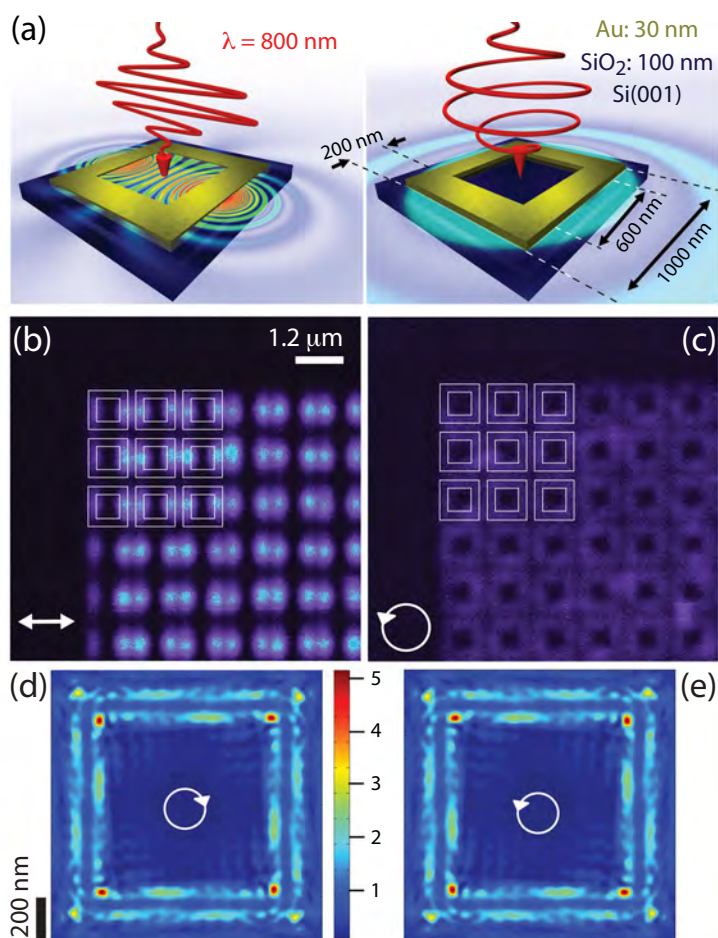 (a)
λ = 800 nm
Au: 30 nm
SiO₂: 100 nm
Si(001)
200 nm
600 nm
1000 nm
(b)
1.2 μm
(c)
(d)
5
4
3
2
1
(e)
200 nm